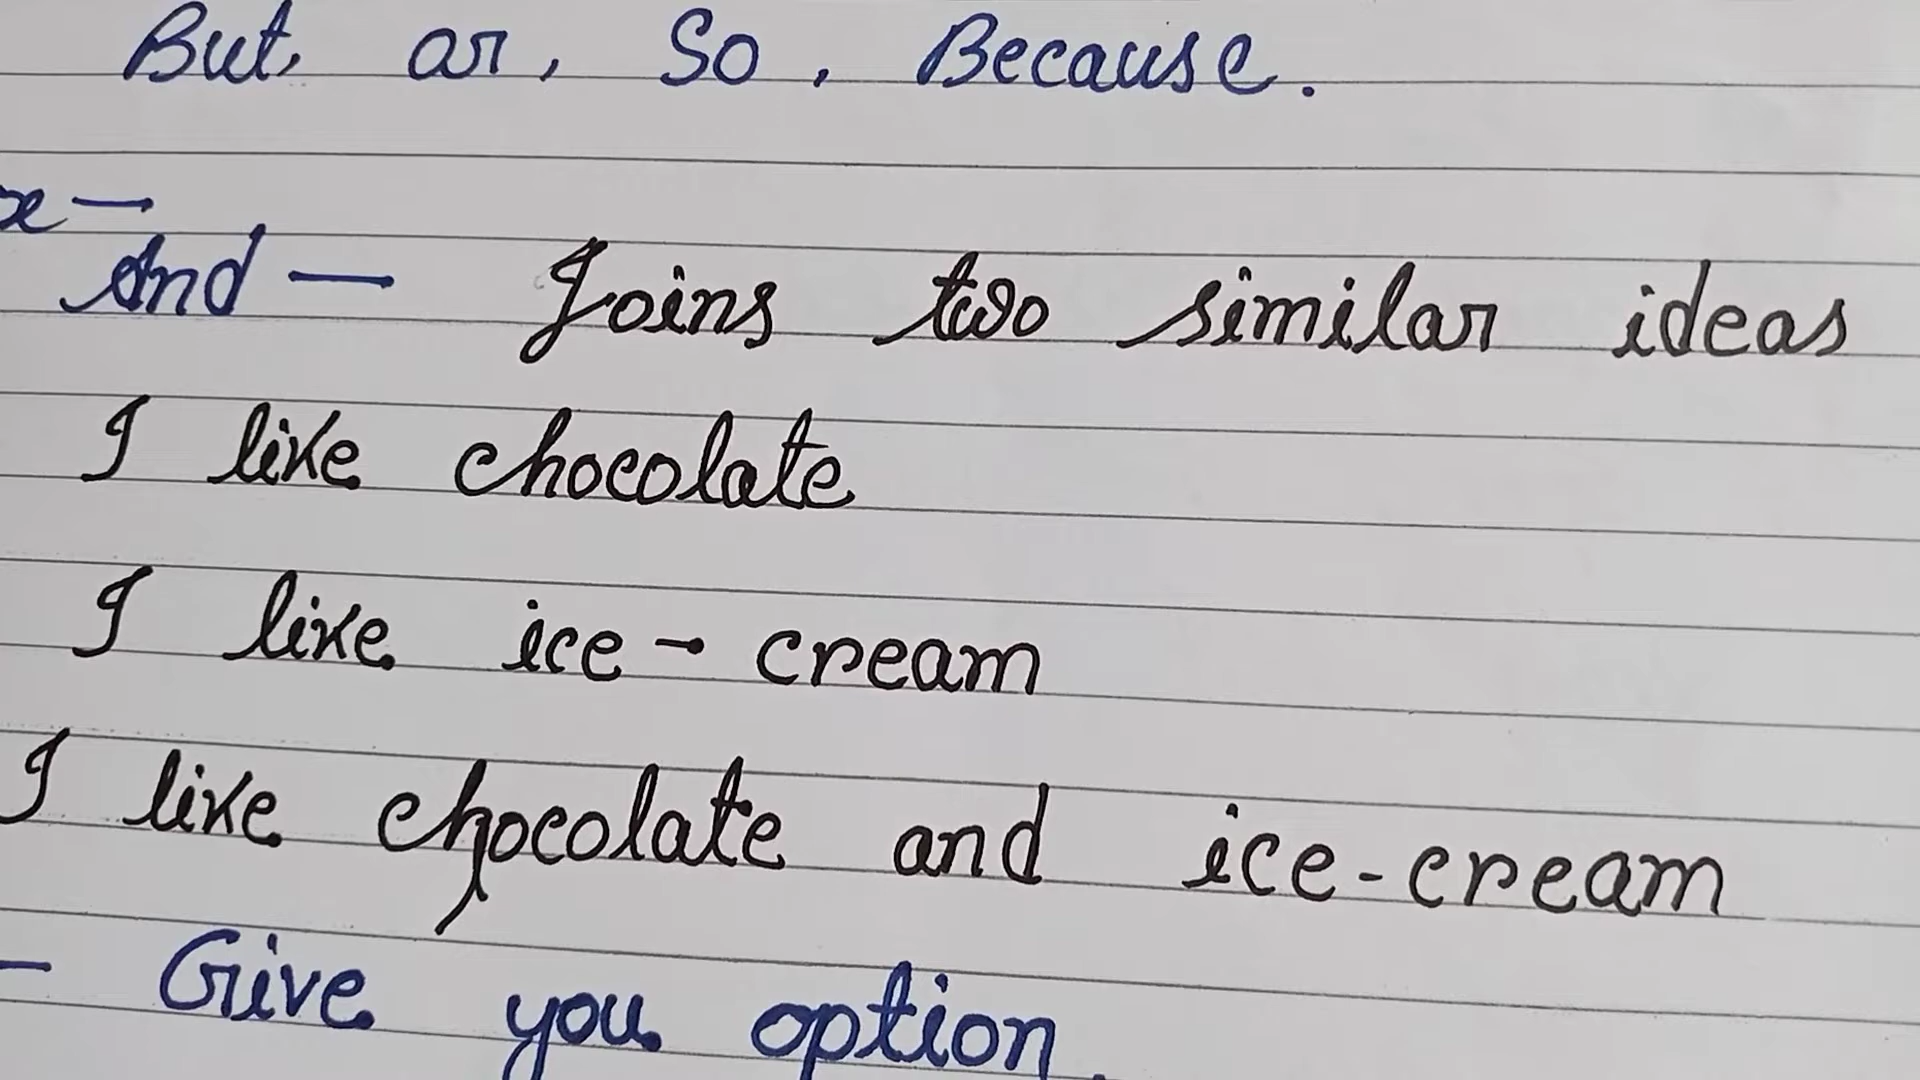 But, or, So, Because.
x —
And — Joins two similar ideas
I like chocolate
I like ice - cream
I like chocolate and ice-cream
- Give you option.